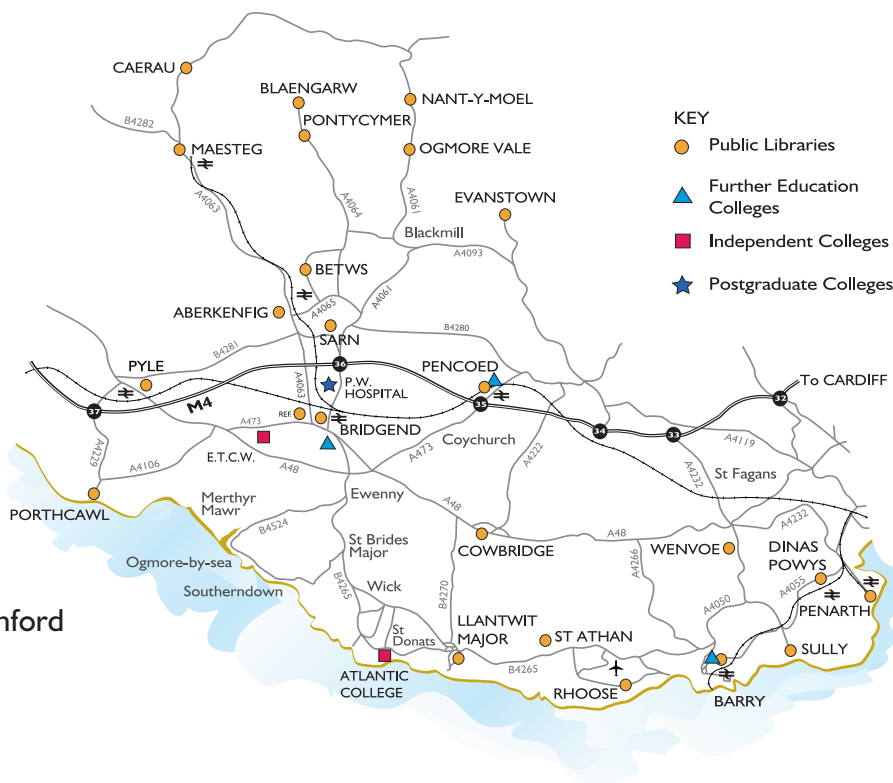 CAERAU
BLAENGARW
NANT-Y-MOEL
PONTYCYMER
B4282
MAESTEG
OGMORE VALE
A4063
A4064
A4061
EVANSTOWN
Blackmill
A4093
BETWS
A4061
A4065
ABERKENFIG
SARN
B4280
B4281
36
PYLE
PENCOED
P.W.
HOSPITAL
To CARDIFF
32
M4
A4063
37
35
REF.
BRIDGEND
34
33
A473
Coychurch
A4119
A473
A4222
E.T.C.W.
A48
A4229
A4106
A4232
St Fagans
Merthyr
Mawr
Ewenny
A48
PORTHCAWL
B4524
A4232
A48
St Brides
Major
COWBRIDGE
WENVOE
DINAS
POWYS
Ogmore-by-sea
A4266
Southerndown
B4265
Wick
B4270
A4055
A4050
PENARTH
nford
St
Donats
LLANTWIT
MAJOR
ST ATHAN
SULLY
B4265
ATLANTIC
COLLEGE
RHOOSE
BARRY
KEY
Public Libraries
Further Education
Colleges
Independent Colleges
Postgraduate Colleges